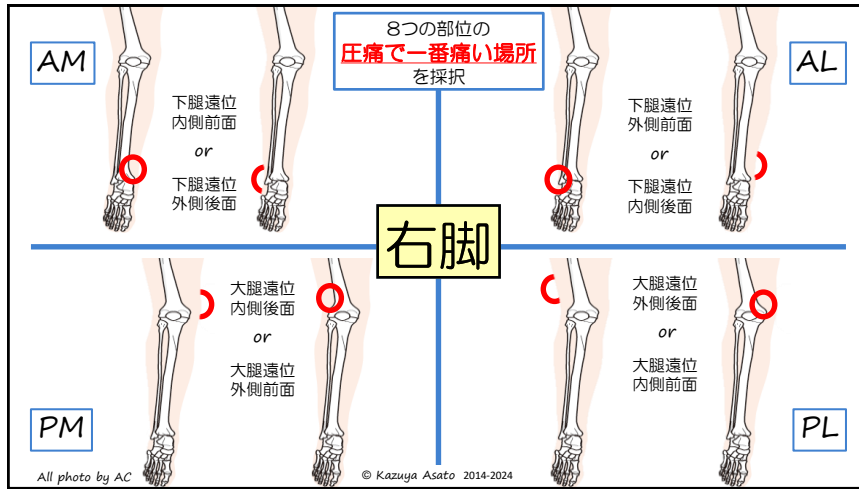 AM
8つの部位の
圧痛で一番痛い場所
を採択
AL
下腿遠位
内側前面
or
下腿遠位
外側後面
下腿遠位
外側前面
or
下腿遠位
内側後面
右脚
大腿遠位
内側後面
or
大腿遠位
外側前面
大腿遠位
外側後面
or
大腿遠位
内側前面
PM
PL
All photo by AC
© Kazuya Asato 2014-2024